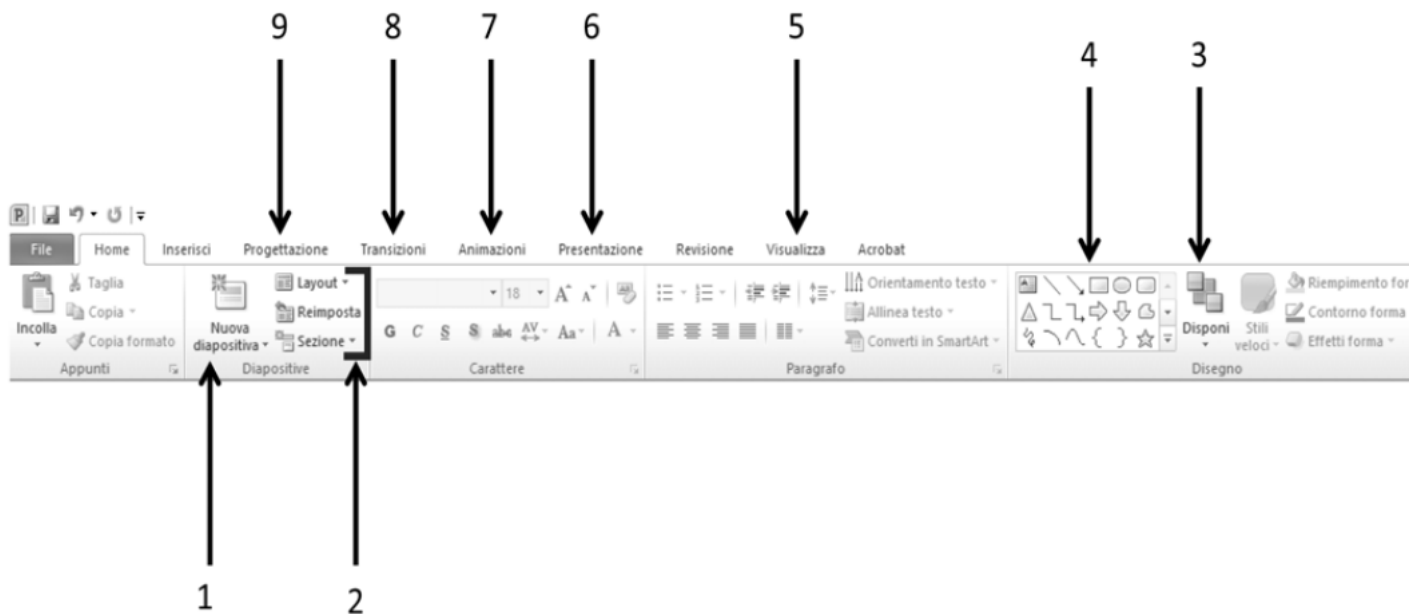 9 8 7 6 5 4 3
File Home Inserisci Progettazione Transizioni Animazioni Presentazione Revisione Visualizza Acrobat
Incolla
Taglia
Copia
Copia formato
Appunti
Nuova
diapositiva
Layout
Reimposta
Sezione
Diapositive
18 A A
G C S S abc AV Aa A
Carattere
Orientamento testo
Allinea testo
Converti in SmartArt
Paragrafo
Disponi
Stili
veloci
Riempimento for
Contorno forma
Effetti forma
Disegno
1 2